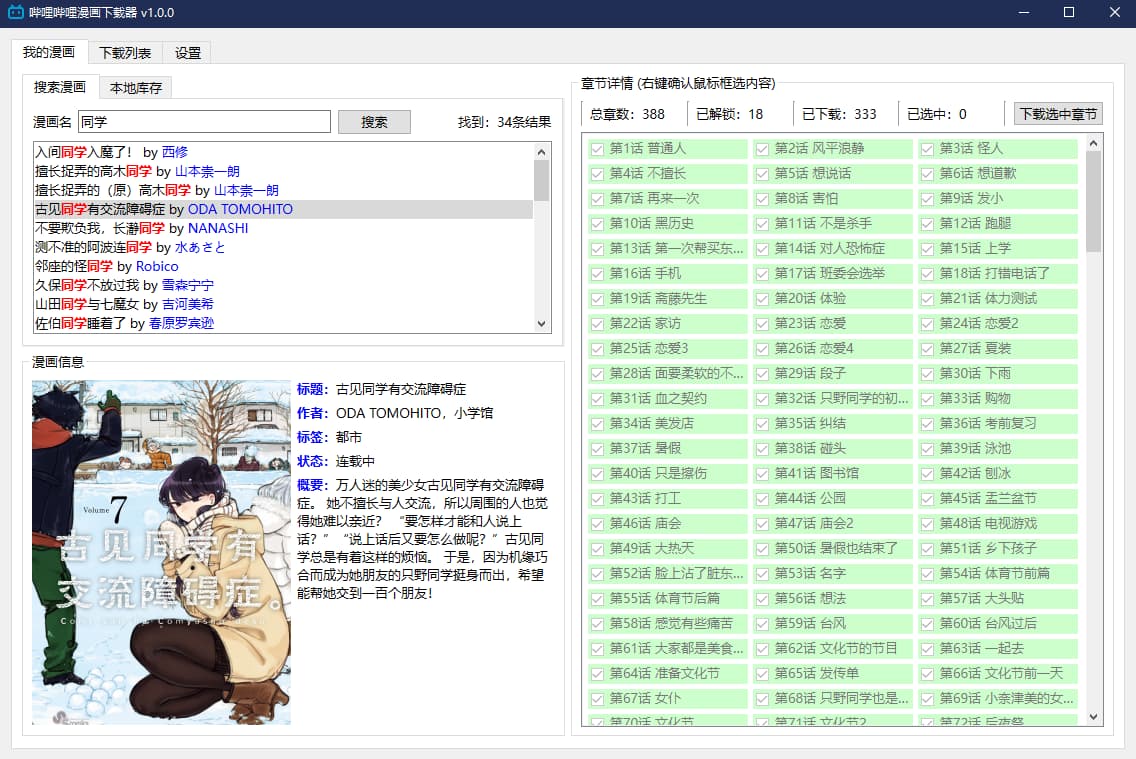 哔哩哔哩漫画下载器 v1.0.0
我的漫画 下载列表 设置
搜索漫画 本地库存
漫画名 同学 搜索 找到：34条结果
入间同学入魔了！ by 西修
擅长捉弄的高木同学 by 山本崇一朗
擅长捉弄的（原）高木同学 by 山本崇一朗
古见同学有交流障碍症 by ODA TOMOHITO
不要欺负我，长瀞同学 by NANASHI
测不准的阿波连同学 by 水あさと
邻座的怪同学 by Robico
久保同学不放过我 by 雪森宁宁
山田同学与七魔女 by 吉河美希
佐伯同学睡着了 by 春原罗宾逊
漫画信息
Volume 7
古见同学有
交流障碍症。
标题：古见同学有交流障碍症
作者：ODA TOMOHITO，小学馆
标签：都市
状态：连载中
概要：万人迷的美少女古见同学有交流障碍
症。 她不擅长与人交流，所以周围的人也觉
得她难以亲近？ “要怎样才能和人说上
话？”“说上话后又要怎么做呢？”古见同
学总是有着这样的烦恼。 于是，因为机缘巧
合而成为她朋友的只野同学挺身而出，希望
能帮她交到一百个朋友！
章节详情 (右键确认鼠标框选内容)
总章数：388 已解锁：18 已下载：333 已选中：0 下载选中章节
第1话 普通人 第2话 风平浪静 第3话 怪人
第4话 不擅长 第5话 想说话 第6话 想道歉
第7话 再来一次 第8话 害怕 第9话 发小
第10话 黑历史 第11话 不是杀手 第12话 跑腿
第13话 第一次帮买东... 第14话 对人恐怖症 第15话 上学
第16话 手机 第17话 班委会选举 第18话 打错电话了
第19话 斋藤先生 第20话 体验 第21话 体力测试
第22话 家访 第23话 恋爱 第24话 恋爱2
第25话 恋爱3 第26话 恋爱4 第27话 夏装
第28话 面要柔软的不... 第29话 段子 第30话 下雨
第31话 血之契约 第32话 只野同学的初... 第33话 购物
第34话 美发店 第35话 纠结 第36话 考前复习
第37话 暑假 第38话 碰头 第39话 泳池
第40话 只是擦伤 第41话 图书馆 第42话 刨冰
第43话 打工 第44话 公园 第45话 盂兰盆节
第46话 庙会 第47话 庙会2 第48话 电视游戏
第49话 大热天 第50话 暑假也结束了 第51话 乡下孩子
第52话 脸上沾了脏东... 第53话 名字 第54话 体育节前篇
第55话 体育节后篇 第56话 想法 第57话 大头贴
第58话 感觉有些痛苦 第59话 台风 第60话 台风过后
第61话 大家都是美食... 第62话 文化节的节目 第63话 一起去
第64话 准备文化节 第65话 发传单 第66话 文化节前一天
第67话 女仆 第68话 只野同学也是... 第69话 小奈津美的女...
第70话 文化节 第71话 文化节2 第72话 后夜祭